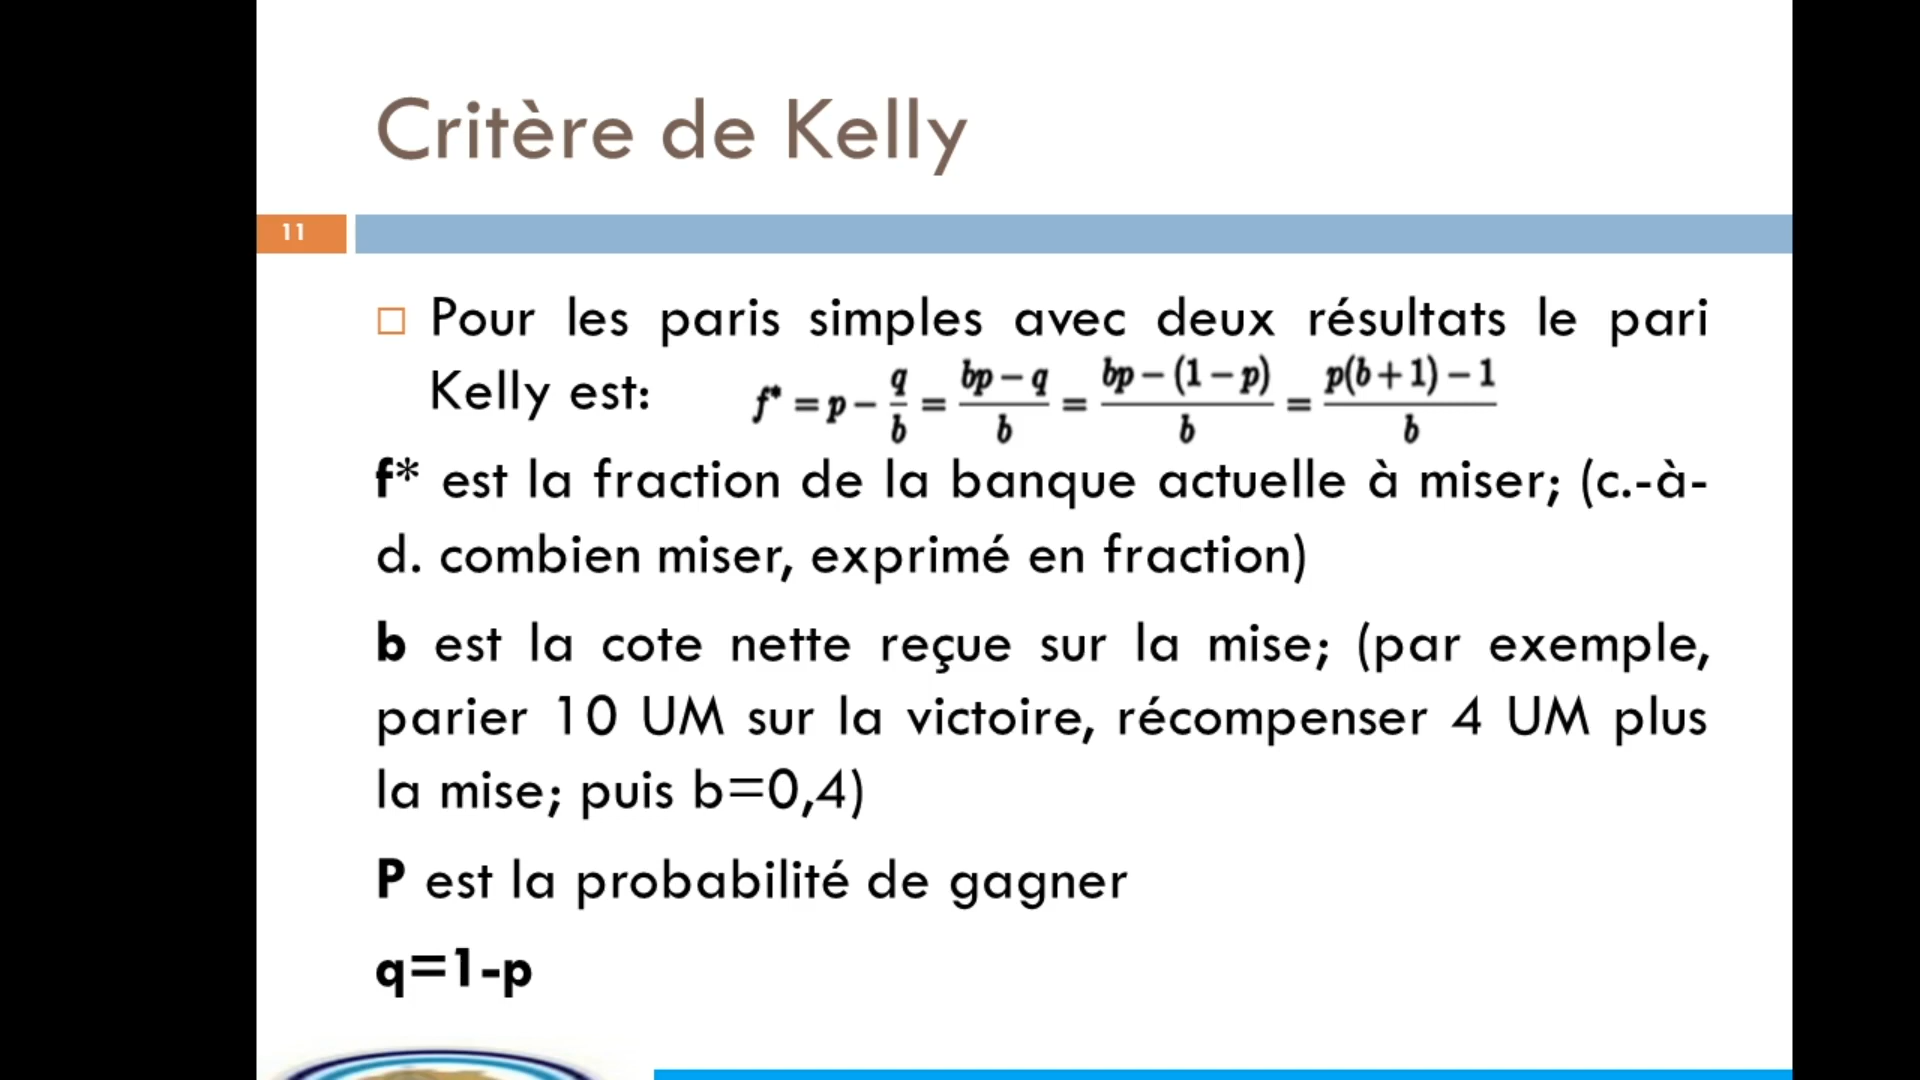 Critère de Kelly
11
Pour les paris simples avec deux résultats le pari
Kelly est: f* = p − q/b = (bp − q)/b = (bp − (1 − p))/b = (p(b + 1) − 1)/b
f* est la fraction de la banque actuelle à miser; (c.-à-
d. combien miser, exprimé en fraction)
b est la cote nette reçue sur la mise; (par exemple,
parier 10 UM sur la victoire, récompenser 4 UM plus
la mise; puis b=0,4)
P est la probabilité de gagner
q=1-p